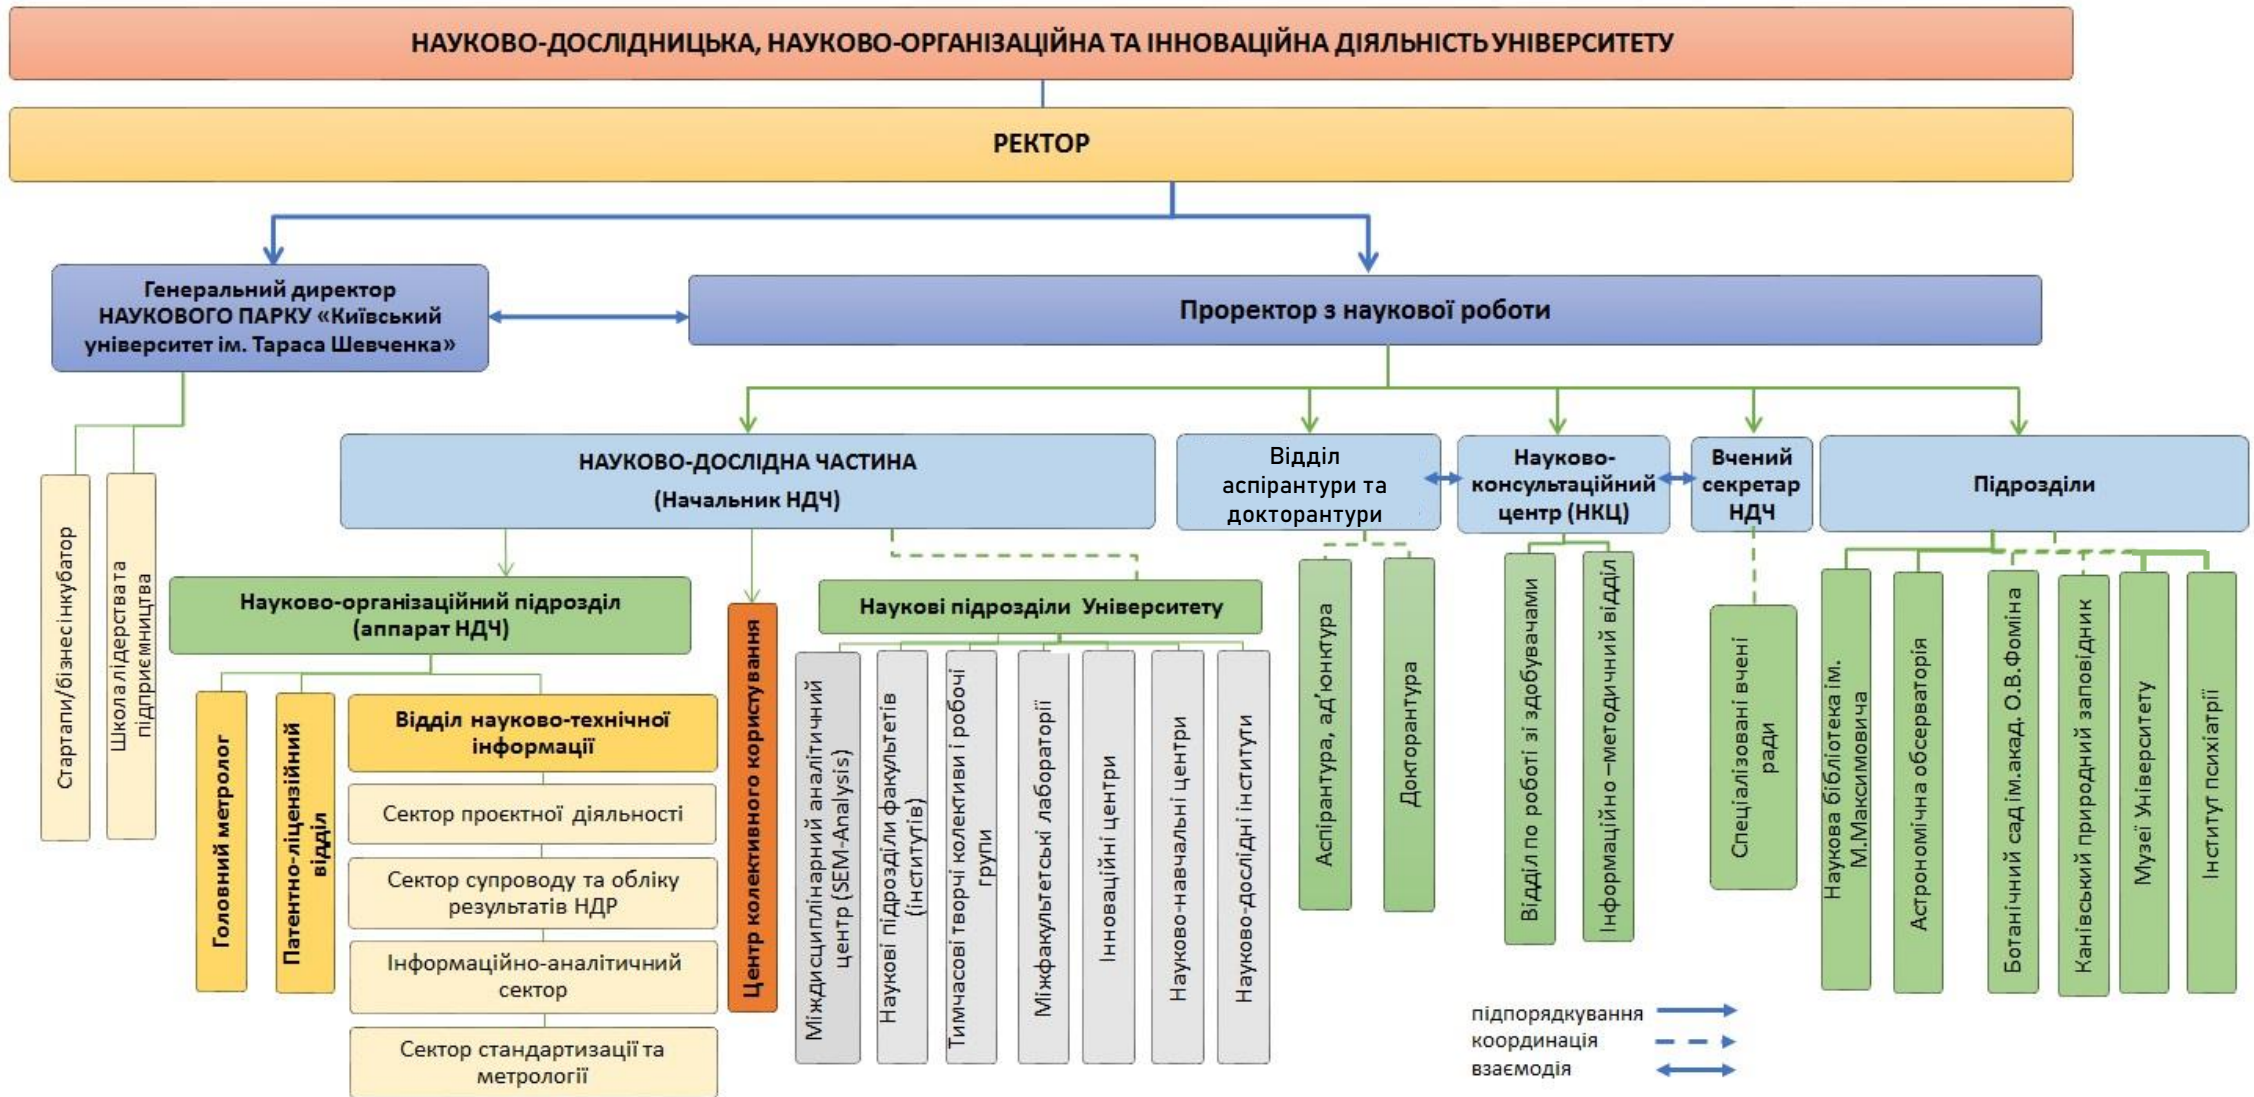 НАУКОВО-ДОСЛІДНИЦЬКА, НАУКОВО-ОРГАНІЗАЦІЙНА ТА ІННОВАЦІЙНА ДІЯЛЬНІСТЬ УНІВЕРСИТЕТУ
РЕКТОР
Генеральний директор
НАУКОВОГО ПАРКУ «Київський
університет ім. Тараса Шевченка»
Проректор з наукової роботи
Стартапи/бізнес інкубатор
Школа лідерства та
підприємництва
НАУКОВО-ДОСЛІДНА ЧАСТИНА
(Начальник НДЧ)
Відділ
аспірантури та
докторантури
Науково-
консультаційний
центр (НКЦ)
Вчений
секретар
НДЧ
Підрозділи
Науково-організаційний підрозділ
(аппарат НДЧ)
Головний метролог
Патентно-ліцензійний
відділ
Відділ науково-технічної
інформації
Сектор проєктної діяльності
Сектор супроводу та обліку
результатів НДР
Інформаційно-аналітичний
сектор
Сектор стандартизації та
метрології
Центр колективного користування
Наукові підрозділи Університету
Міждисциплінарний аналітичний
центр (SEM-Analysis)
Наукові підрозділи факультетів
(інститутів)
Тимчасові творчі колективи і робочі
групи
Міжфакультетські лабораторії
Інноваційні центри
Науково-навчальні центри
Науково-дослідні інститути
Аспірантура, ад’юнктура
Докторантура
Відділ по роботі зі здобувачами
Інформаційно –методичний відділ
Спеціалізовані вчені
ради
Наукова бібліотека ім.
М.Максимовича
Астрономічна обсерваторія
Ботанічний сад ім.акад. О.В.Фоміна
Канівський природний заповідник
Музеї Університету
Інститут психіатрії
підпорядкування
координація
взаємодія